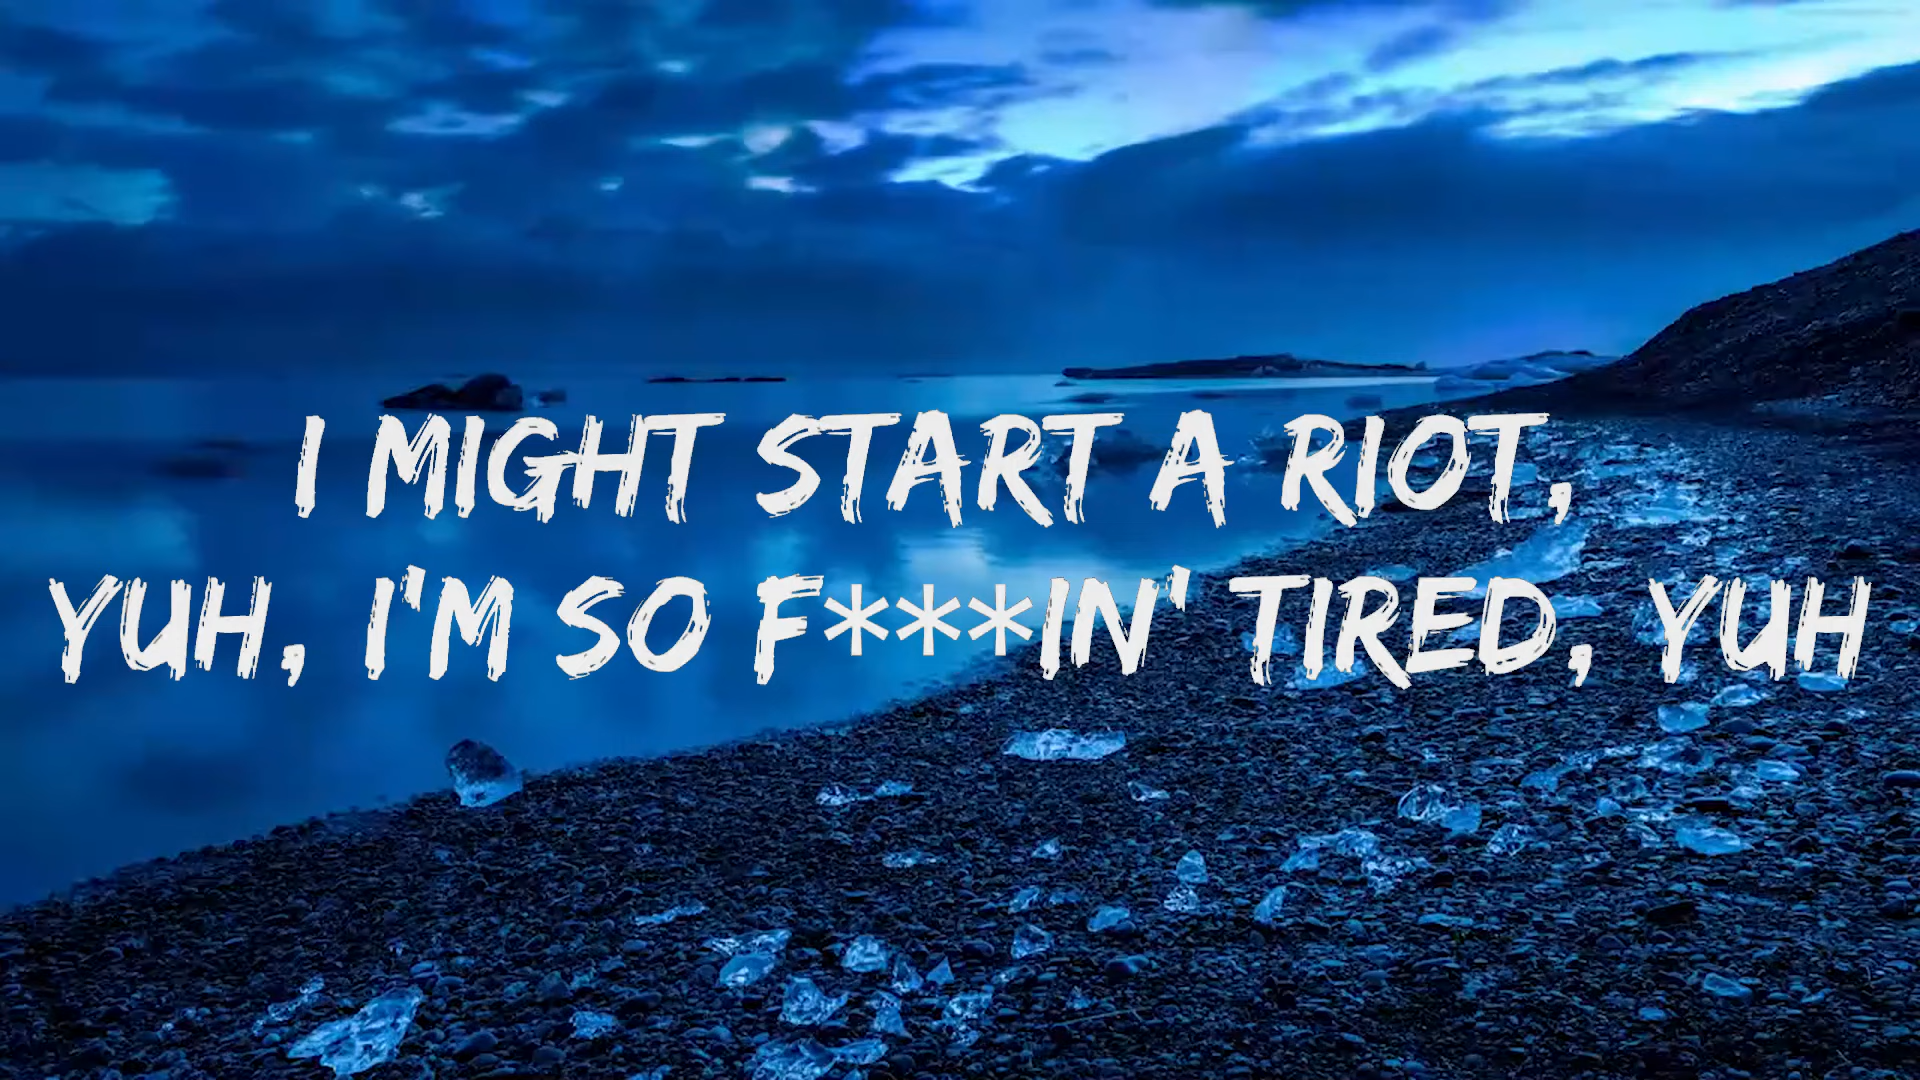 I MIGHT START A RIOT,
YUH, I'M SO F***IN' TIRED, YUH